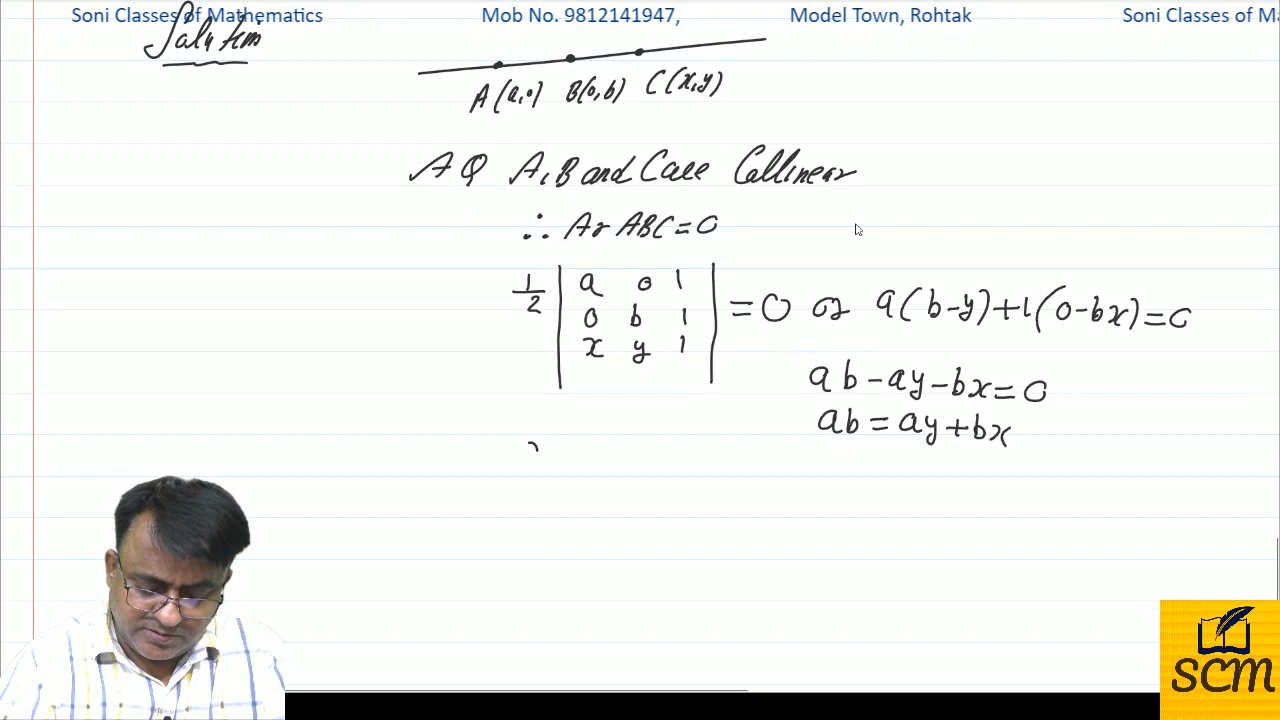 Soni Classes of Mathematics Mob No. 9812141947, Model Town, Rohtak Soni Classes of Ma
Solution
A(a,0) B(0,b) C(x,y)
A Q A,B and C are Collinear
∴ Ar ABC=0
1/2 | a 0 1 | = 0 or a(b-y)+1(0-bx)=0
0 b 1
x y 1
ab-ay-bx=0
ab=ay+bx
SCM